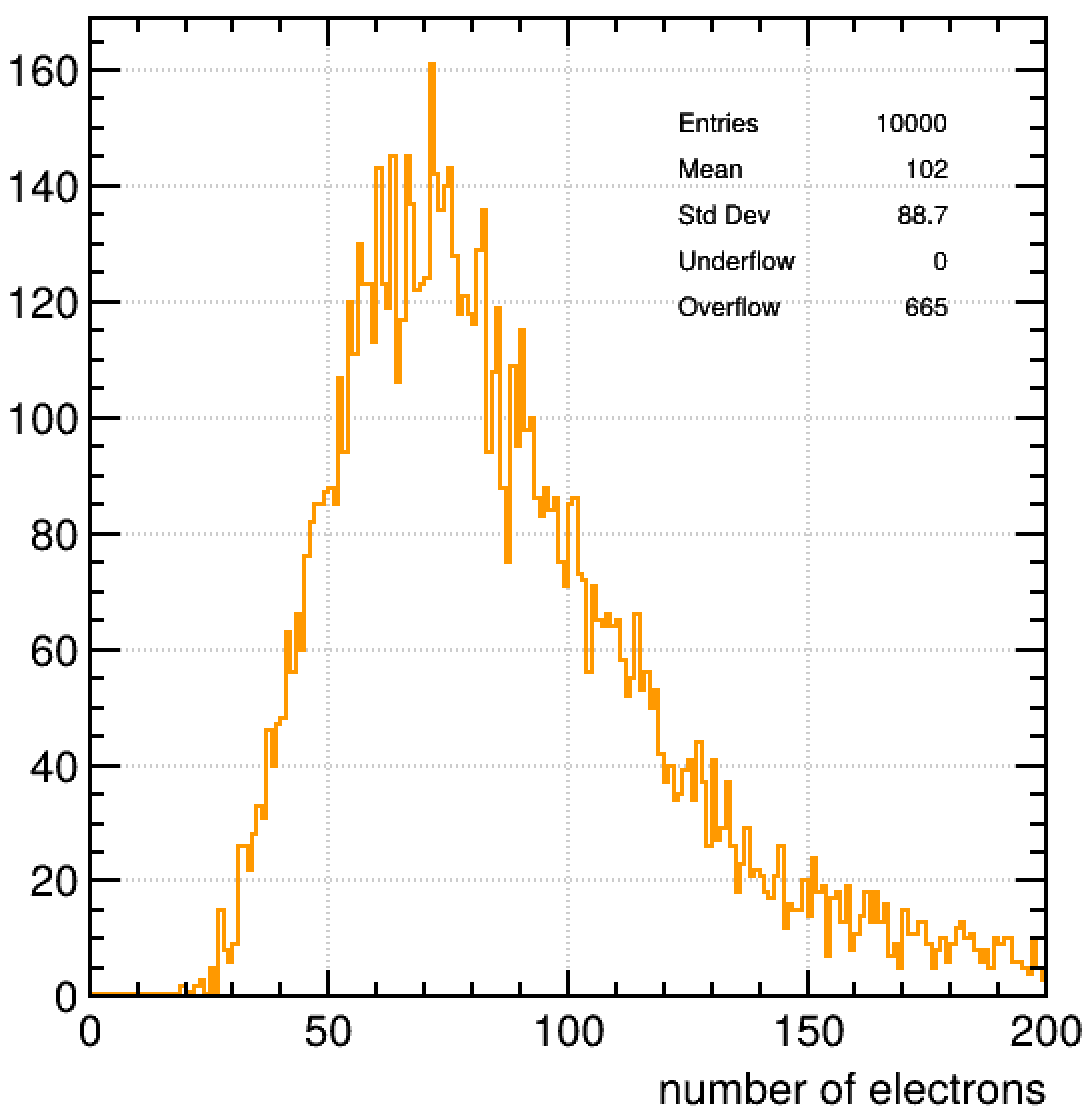 160
140
120
100
80
60
40
20
0
Entries 10000
Mean 102
Std Dev 88.7
Underflow 0
Overflow 665
0 50 100 150 200
number of electrons